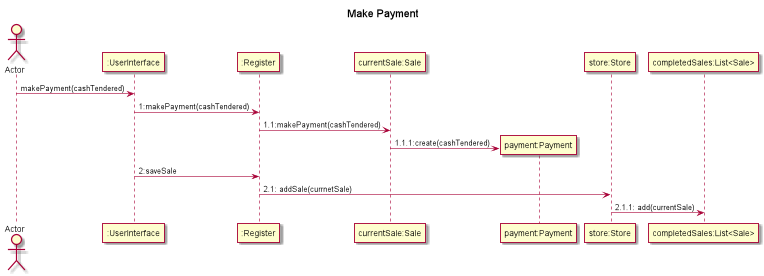 Make Payment
Actor
:UserInterface
:Register
currentSale:Sale
store:Store
completedSales:List<Sale>
makePayment(cashTendered)
1:makePayment(cashTendered)
1.1:makePayment(cashTendered)
1.1.1:create(cashTendered)
payment:Payment
2:saveSale
2.1: addSale(currnetSale)
2.1.1: add(currentSale)
Actor
:UserInterface
:Register
currentSale:Sale
payment:Payment
store:Store
completedSales:List<Sale>